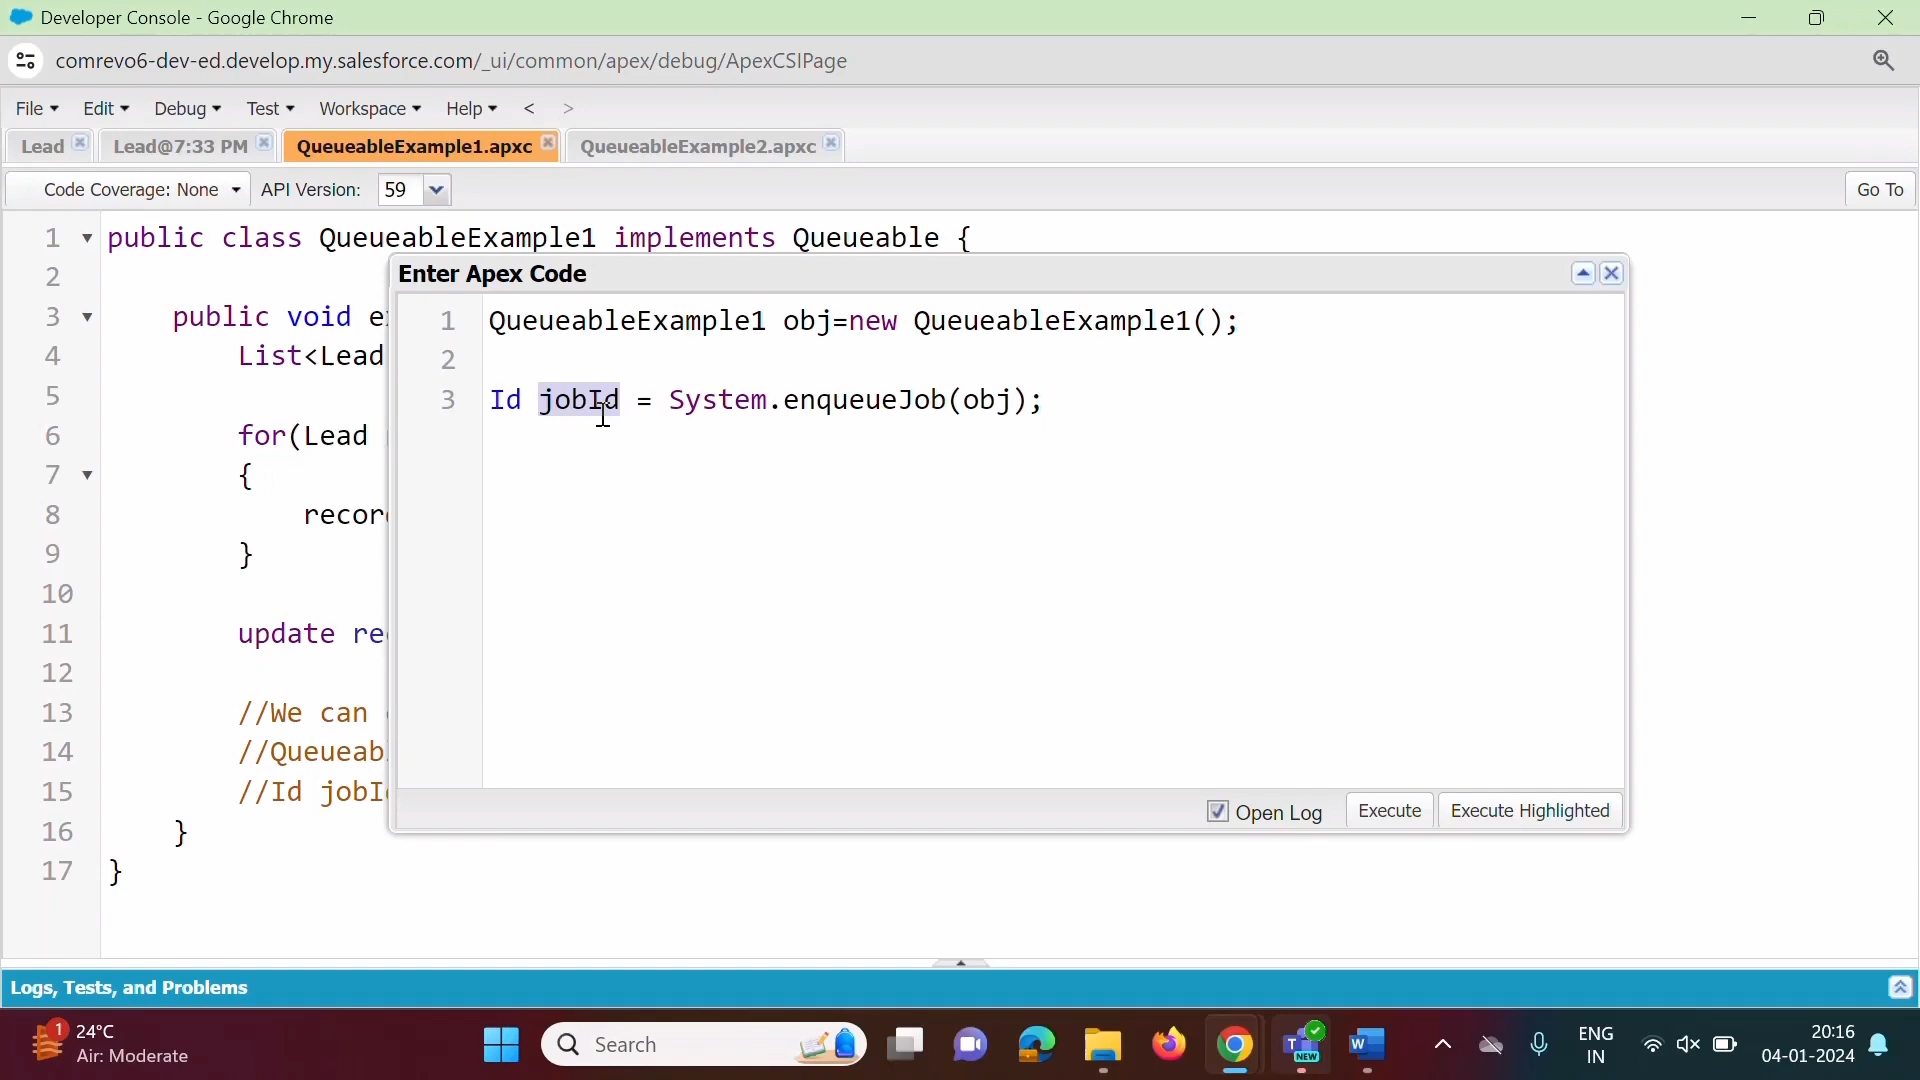 Developer Console - Google Chrome
comrevo6-dev-ed.develop.my.salesforce.com/_ui/common/apex/debug/ApexCSIPage
File Edit Debug Test Workspace Help < >
Lead Lead@7:33 PM QueueableExample1.apxc QueueableExample2.apxc
Code Coverage: None API Version: 59 Go To
1 public class QueueableExample1 implements Queueable {
2
3 public void e
4 List<Lead
5
6 for(Lead
7 {
8 recor
9 }
10
11 update re
12
13 //We can
14 //Queueab
15 //Id jobI
16 }
17 }
Enter Apex Code
1 QueueableExample1 obj=new QueueableExample1();
2
3 Id jobId = System.enqueueJob(obj);
Open Log Execute Execute Highlighted
Logs, Tests, and Problems
1 24°C
Air: Moderate
Search
NEW
ENG
IN
20:16
04-01-2024